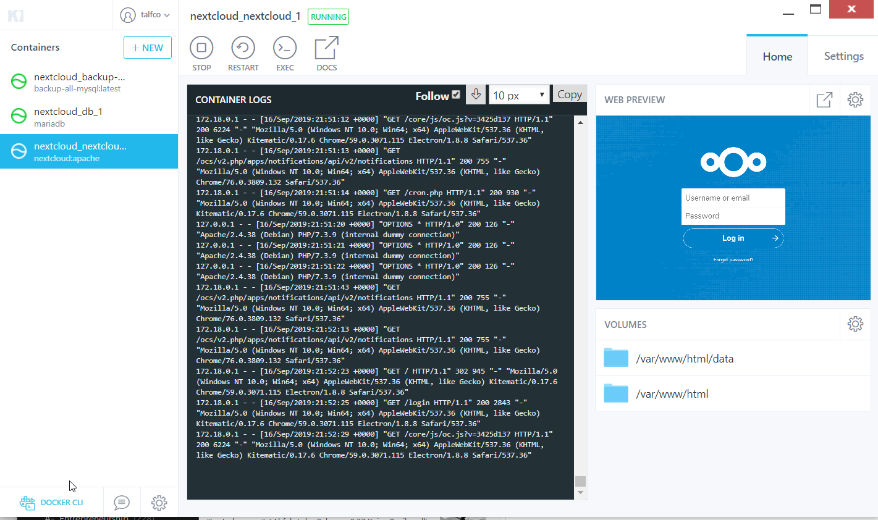 talfco
nextcloud_nextcloud_1
RUNNING
Containers
+ NEW
STOP
RESTART
EXEC
DOCS
Home
Settings
nextcloud_backup-...
backup-all-mysql:latest
nextcloud_db_1
mariadb
nextcloud_nextclou...
nextcloud:apache
CONTAINER LOGS
Follow
10 px
Copy
172.18.0.1 - - [16/Sep/2019:21:51:12 +0000] "GET /core/js/oc.js?v=3425d137 HTTP/1.1"
200 6224 "-" "Mozilla/5.0 (Windows NT 10.0; Win64; x64) AppleWebKit/537.36 (KHTML,
like Gecko) Kitematic/0.17.6 Chrome/59.0.3071.115 Electron/1.8.8 Safari/537.36"
172.18.0.1 - - [16/Sep/2019:21:51:13 +0000] "GET
/ocs/v2.php/apps/notifications/api/v2/notifications HTTP/1.1" 200 755 "-"
"Mozilla/5.0 (Windows NT 10.0; Win64; x64) AppleWebKit/537.36 (KHTML, like Gecko)
Chrome/76.0.3809.132 Safari/537.36"
172.18.0.1 - - [16/Sep/2019:21:51:14 +0000] "GET /cron.php HTTP/1.1" 200 930 "-"
"Mozilla/5.0 (Windows NT 10.0; Win64; x64) AppleWebKit/537.36 (KHTML, like Gecko)
Kitematic/0.17.6 Chrome/59.0.3071.115 Electron/1.8.8 Safari/537.36"
127.0.0.1 - - [16/Sep/2019:21:51:20 +0000] "OPTIONS * HTTP/1.0" 200 126 "-"
"Apache/2.4.38 (Debian) PHP/7.3.9 (internal dummy connection)"
127.0.0.1 - - [16/Sep/2019:21:51:21 +0000] "OPTIONS * HTTP/1.0" 200 126 "-"
"Apache/2.4.38 (Debian) PHP/7.3.9 (internal dummy connection)"
127.0.0.1 - - [16/Sep/2019:21:51:22 +0000] "OPTIONS * HTTP/1.0" 200 126 "-"
"Apache/2.4.38 (Debian) PHP/7.3.9 (internal dummy connection)"
172.18.0.1 - - [16/Sep/2019:21:51:43 +0000] "GET
/ocs/v2.php/apps/notifications/api/v2/notifications HTTP/1.1" 200 755 "-"
"Mozilla/5.0 (Windows NT 10.0; Win64; x64) AppleWebKit/537.36 (KHTML, like Gecko)
Chrome/76.0.3809.132 Safari/537.36"
172.18.0.1 - - [16/Sep/2019:21:52:13 +0000] "GET
/ocs/v2.php/apps/notifications/api/v2/notifications HTTP/1.1" 200 755 "-"
"Mozilla/5.0 (Windows NT 10.0; Win64; x64) AppleWebKit/537.36 (KHTML, like Gecko)
Chrome/76.0.3809.132 Safari/537.36"
172.18.0.1 - - [16/Sep/2019:21:52:23 +0000] "GET / HTTP/1.1" 302 945 "-" "Mozilla/5.0
(Windows NT 10.0; Win64; x64) AppleWebKit/537.36 (KHTML, like Gecko) Kitematic/0.17.6
Chrome/59.0.3071.115 Electron/1.8.8 Safari/537.36"
172.18.0.1 - - [16/Sep/2019:21:52:25 +0000] "GET /login HTTP/1.1" 200 2843 "-"
"Mozilla/5.0 (Windows NT 10.0; Win64; x64) AppleWebKit/537.36 (KHTML, like Gecko)
Kitematic/0.17.6 Chrome/59.0.3071.115 Electron/1.8.8 Safari/537.36"
172.18.0.1 - - [16/Sep/2019:21:52:29 +0000] "GET /core/js/oc.js?v=3425d137 HTTP/1.1"
200 6224 "-" "Mozilla/5.0 (Windows NT 10.0; Win64; x64) AppleWebKit/537.36 (KHTML,
like Gecko) Kitematic/0.17.6 Chrome/59.0.3071.115 Electron/1.8.8 Safari/537.36"
WEB PREVIEW
Username or email
Password
Log in
Forgot password?
VOLUMES
/var/www/html/data
/var/www/html
DOCKER CLI